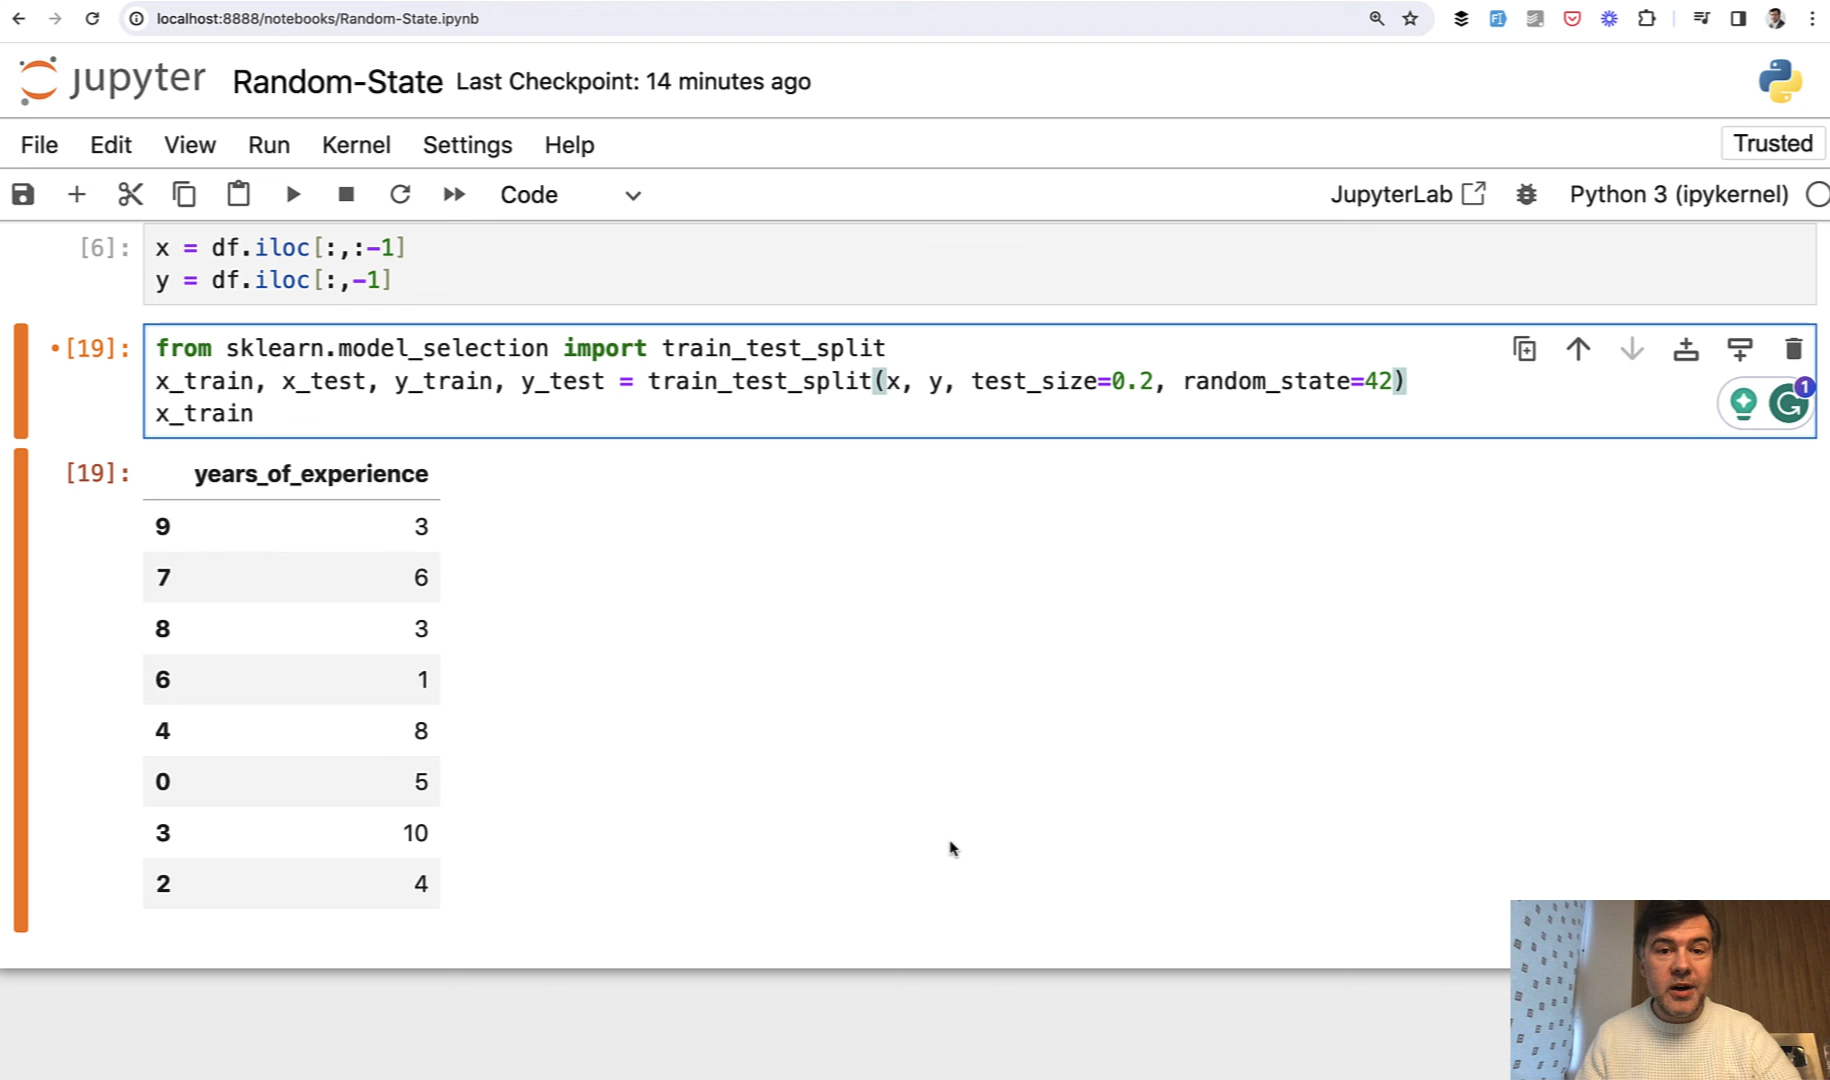 localhost:8888/notebooks/Random-State.ipynb
jupyter Random-State Last Checkpoint: 14 minutes ago
File Edit View Run Kernel Settings Help Trusted
Code JupyterLab Python 3 (ipykernel)
[6]: x = df.iloc[:,:-1]
y = df.iloc[:,-1]
[19]: from sklearn.model_selection import train_test_split
x_train, x_test, y_train, y_test = train_test_split(x, y, test_size=0.2, random_state=42)
x_train
1
[19]: years_of_experience
9 3
7 6
8 3
6 1
4 8
0 5
3 10
2 4